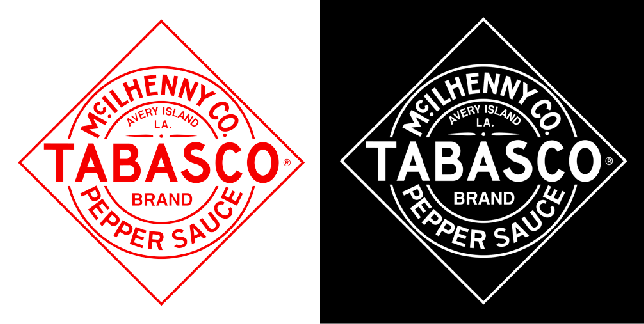 McILHENNY CO.
AVERY ISLAND
LA.
TABASCO®
BRAND
PEPPER SAUCE
McILHENNY CO.
AVERY ISLAND
LA.
TABASCO®
BRAND
PEPPER SAUCE